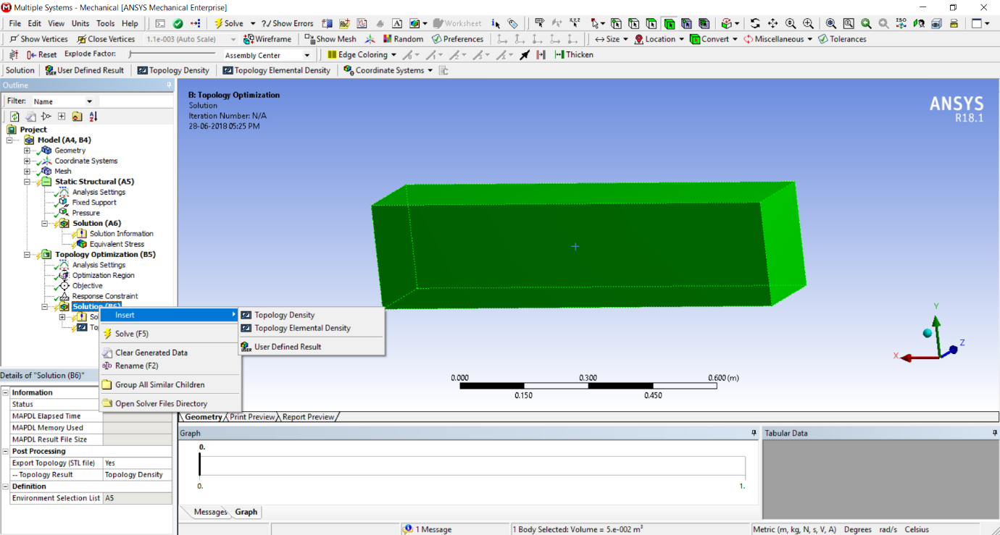 Multiple Systems - Mechanical [ANSYS Mechanical Enterprise]
File Edit View Units Tools Help Solve ?/ Show Errors Worksheet
Show Vertices Close Vertices 1.1e-003 (Auto Scale) Wireframe Show Mesh Random Preferences Size Location Convert Miscellaneous Tolerances
Reset Explode Factor: Assembly Center Edge Coloring Thicken
Solution User Defined Result Topology Density Topology Elemental Density Coordinate Systems
Outline
Filter: Name
Project
Model (A4, B4)
Geometry
Coordinate Systems
Mesh
Static Structural (A5)
Analysis Settings
Fixed Support
Pressure
Solution (A6)
Solution Information
Equivalent Stress
Topology Optimization (B5)
Analysis Settings
Optimization Region
Objective
Response Constraint
Solution (B6)
So
To
Insert
Solve (F5)
Clear Generated Data
Rename (F2)
Group All Similar Children
Open Solver Files Directory
Topology Density
Topology Elemental Density
User Defined Result
Details of "Solution (B6)"
Information
Status
MAPDL Elapsed Time
MAPDL Memory Used
MAPDL Result File Size
Post Processing
Export Topology (STL file) Yes
-- Topology Result Topology Density
Definition
Environment Selection List A5
B: Topology Optimization
Solution
Iteration Number: N/A
28-06-2018 05:25 PM
ANSYS
R18.1
Y
Z
X
0.000 0.300 0.600 (m)
0.150 0.450
Geometry Print Preview Report Preview
Graph
0.
0. 1.
Messages Graph
Tabular Data
1 Message 1 Body Selected: Volume = 5.e-002 m³ Metric (m, kg, N, s, V, A) Degrees rad/s Celsius